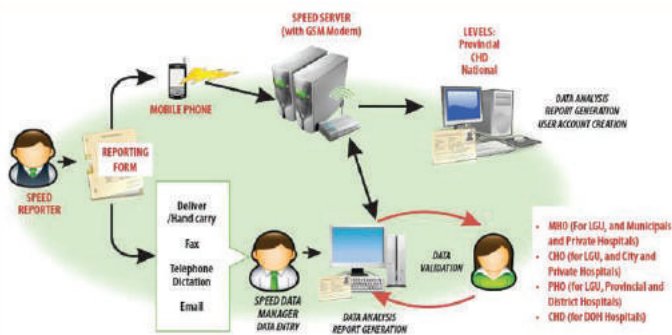 SPEED SERVER
(with GSM Modem)
LEVELS:
Provincial
CHD
National
MOBILE PHONE
DATA ANALYSIS
REPORT GENERATION
USER ACCOUNT CREATION
REPORTING
FORM
SPEED
REPORTER
Deliver
/Hand carry
Fax
Telephone
Dictation
Email
SPEED DATA
MANAGER
DATA ENTRY
DATA
VALIDATION
DATA ANALYSIS
REPORT GENERATION
• MHO (For LGU, and Municipals
and Private Hospitals)
• CHO (for LGU, and City and
Private Hospitals)
• PHO (for LGU, Provincial and
District Hospitals)
• CHD (for DOH Hospitals)